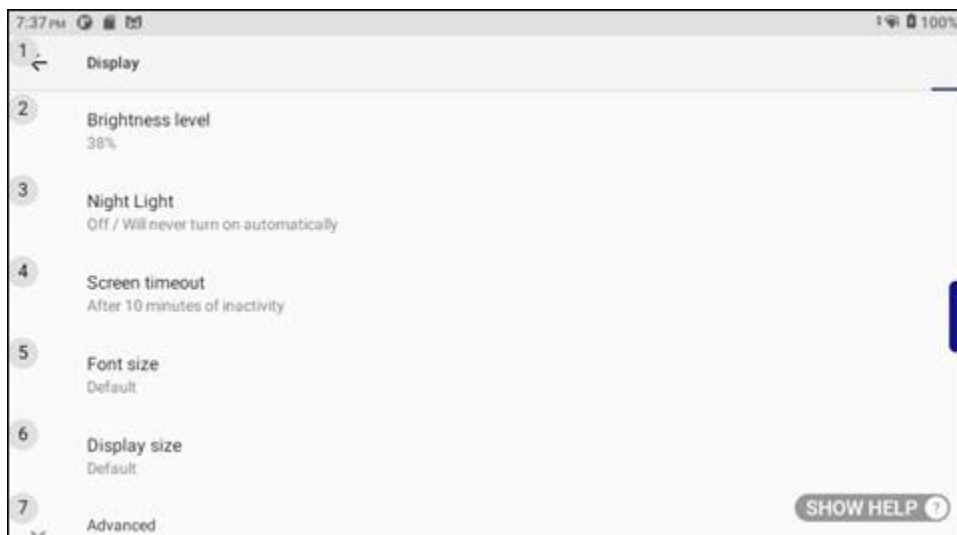 7:37 PM 100%
1 Display
2 Brightness level
38%
3 Night Light
Off / Will never turn on automatically
4 Screen timeout
After 10 minutes of inactivity
5 Font size
Default
6 Display size
Default
7 Advanced
SHOW HELP ?